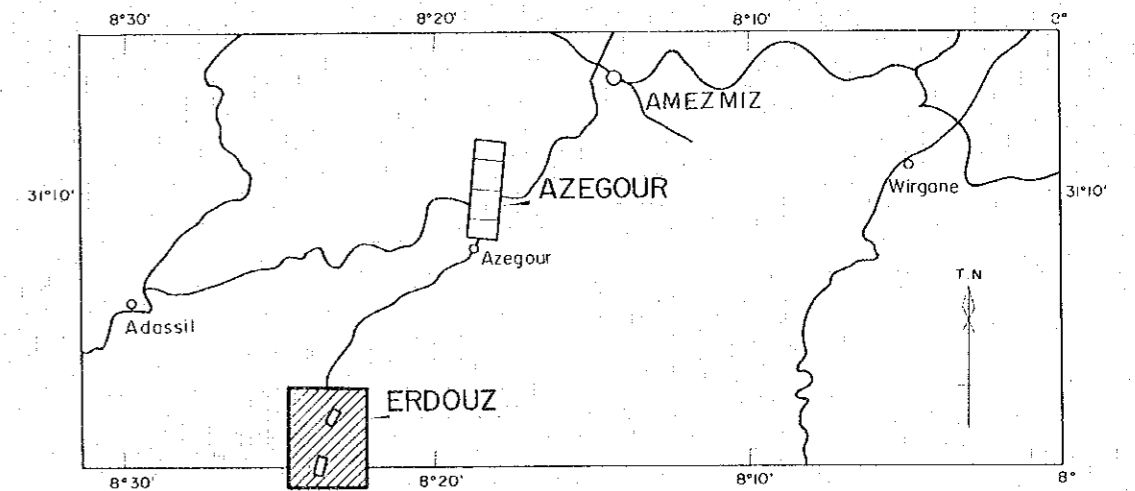 8°30' 8°20' 8°10' 8°
AMEZMIZ
31°10' AZEGOUR Wirgane 31°10'
Azegour
T.N
Adassil
ERDOUZ
8°30' 8°20' 8°10' 8°